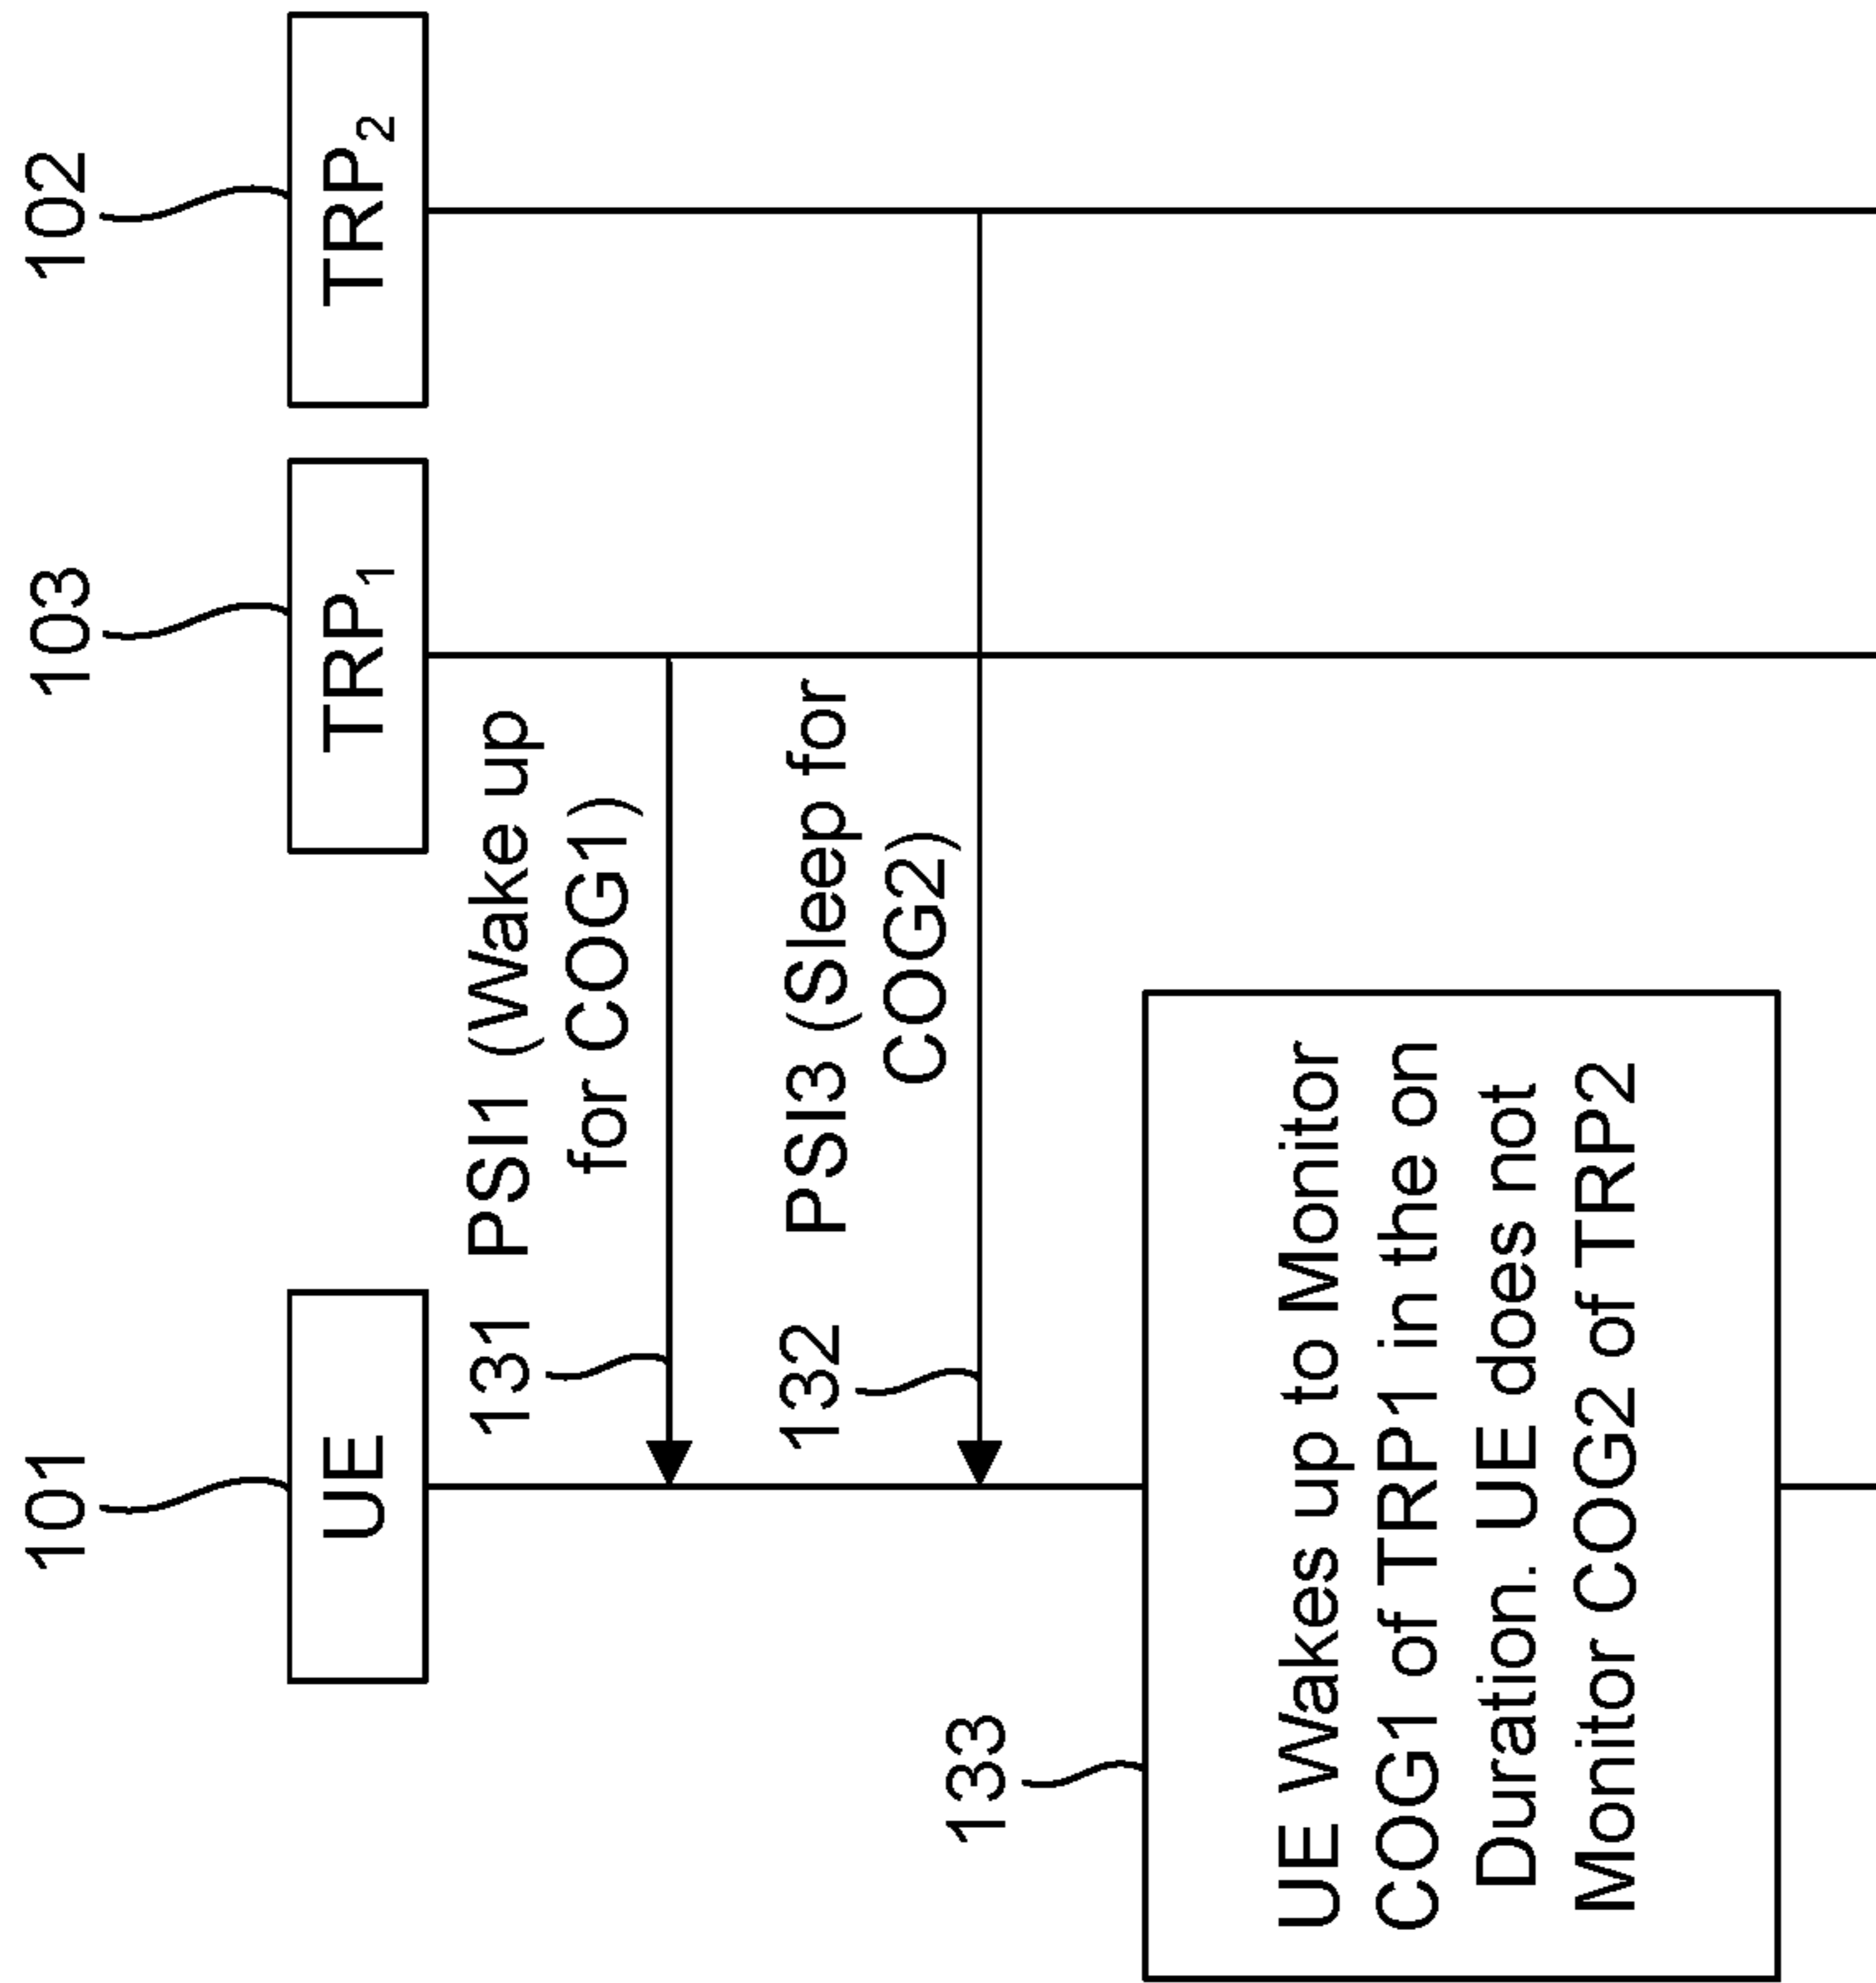 101
103
102
UE
TRP1
TRP2
131 PSI1 (Wake up
for COG1)
132 PSI3 (Sleep for
COG2)
133
UE Wakes up to Monitor
COG1 of TRP1 in the on
Duration. UE does not
Monitor COG2 of TRP2